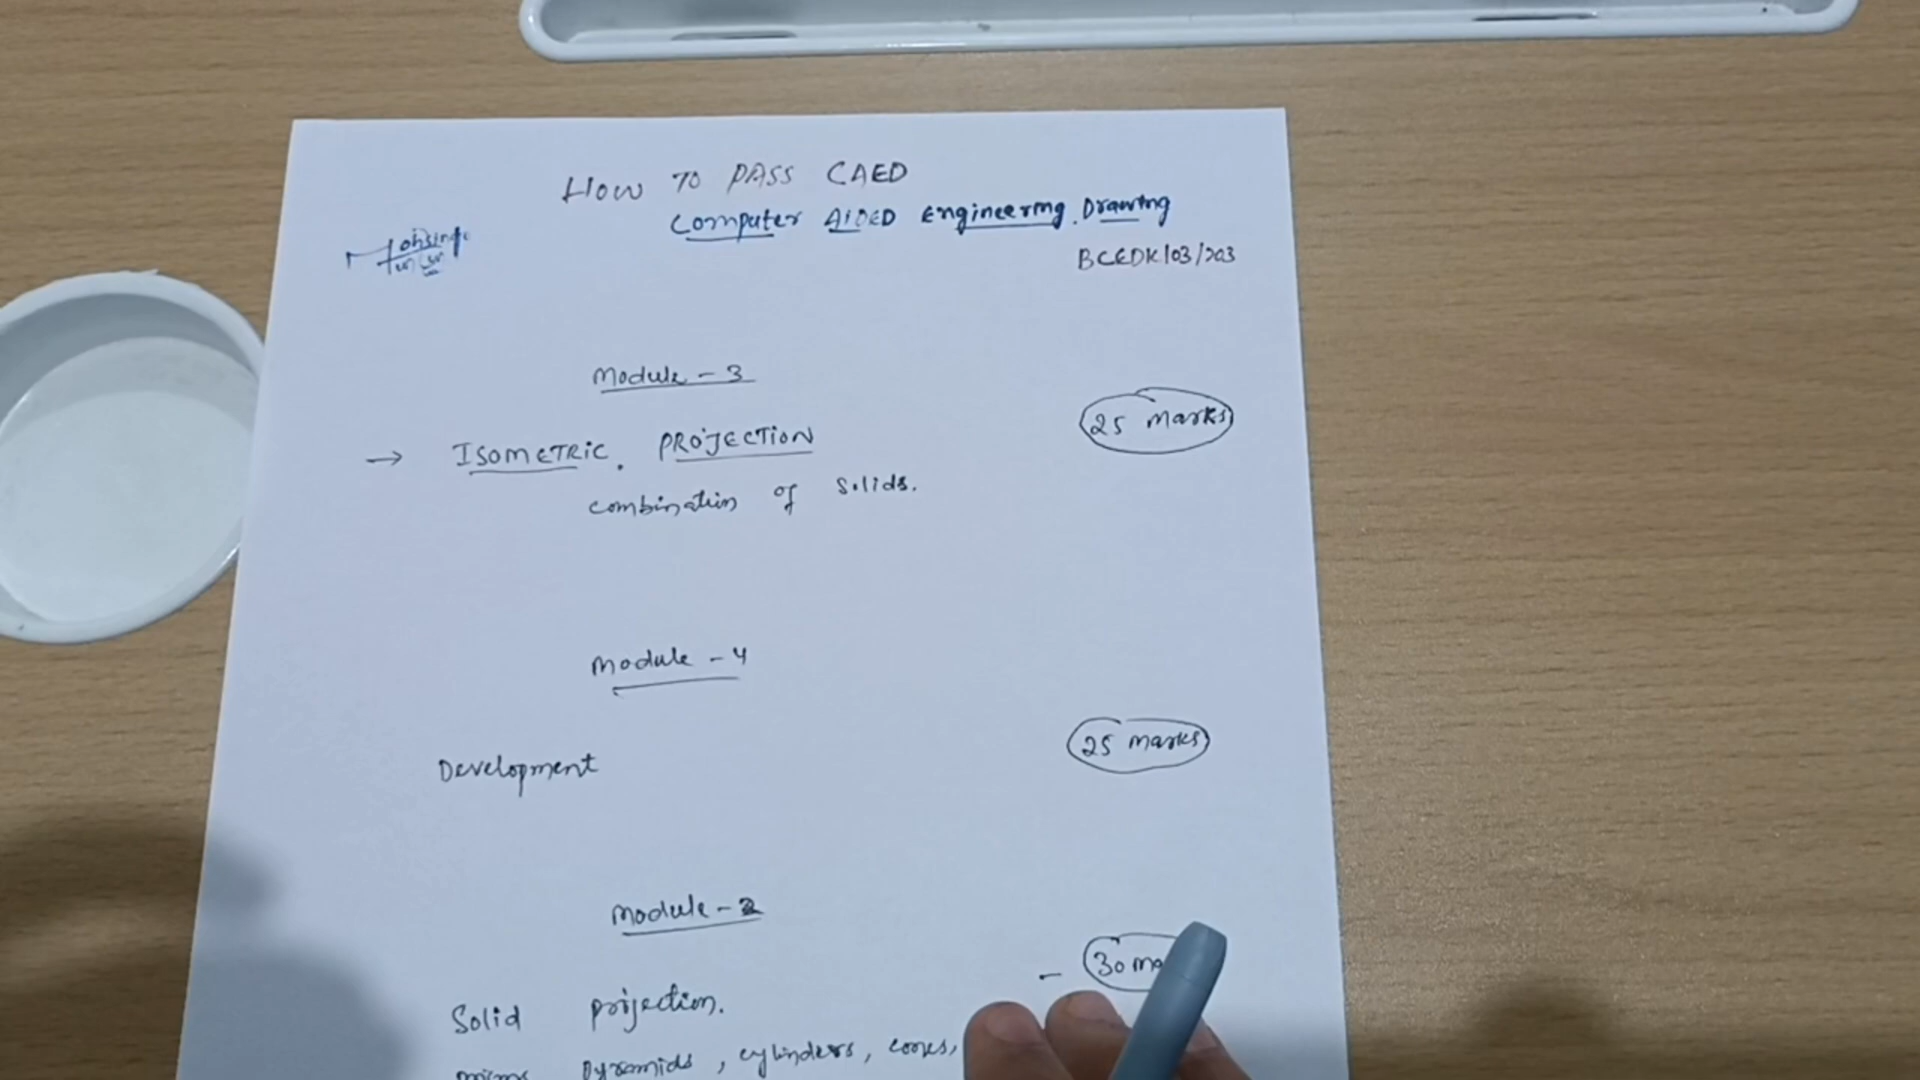 HOW TO PASS CAED
Computer AIDED Engineering Drawing
BCEDK103/203
Module - 3
25 marks
→ ISOMETRIC PROJECTION
combination of solids.
Module - 4
25 marks
Development
Module - 2
- 30
Solid projection.
pyramids, cylinders, cones,